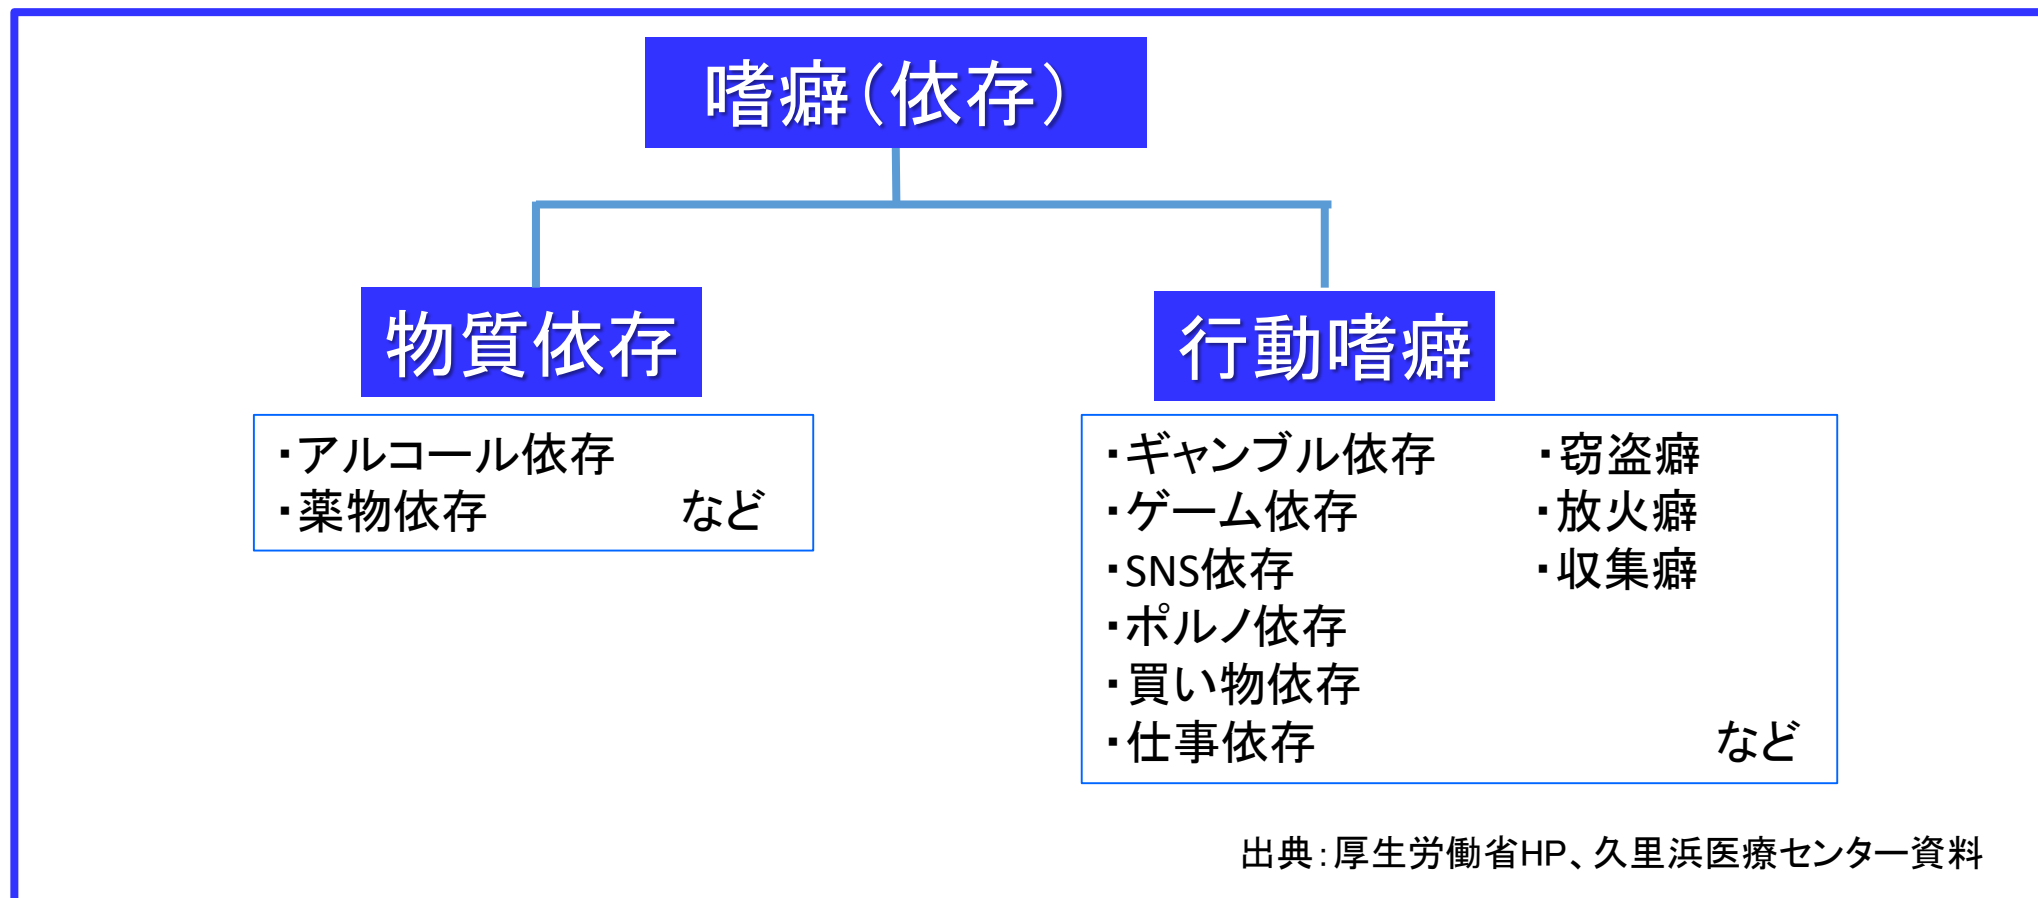 嗜癖（依存）
物質依存
・アルコール依存
・薬物依存 など
行動嗜癖
・ギャンブル依存 ・窃盗癖
・ゲーム依存 ・放火癖
・SNS依存 ・収集癖
・ポルノ依存
・買い物依存
・仕事依存 など
出典：厚生労働省HP、久里浜医療センター資料